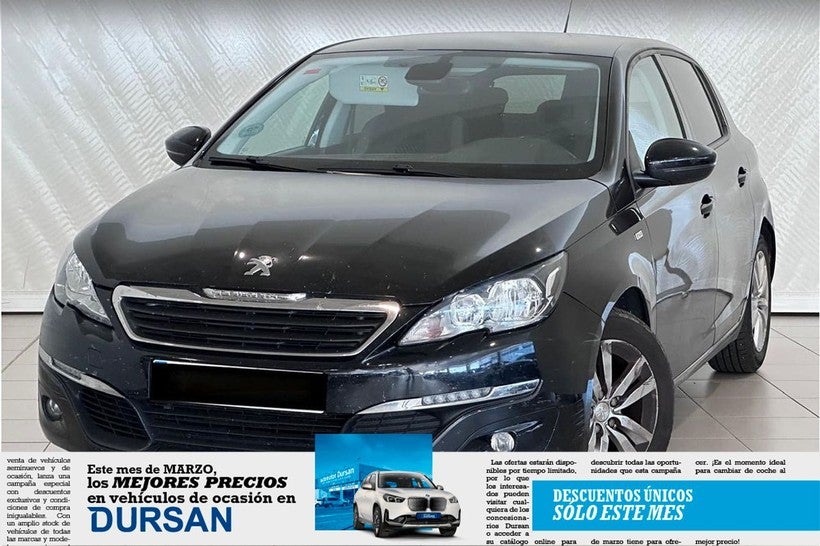 venta de vehículos
seminuevos y de
ocasión, lanza una
campaña especial
con descuentos
exclusivos y condi-
ciones de compra
inigualables. Con
un amplio stock de
vehículos de todas
las marcas y mode-
Este mes de MARZO,
los MEJORES PRECIOS
en vehículos de ocasión en
DURSAN
Dursan
Las ofertas estarán dispo-
nibles por tiempo limitado,
por lo que
los interesa-
dos pueden
visitar cual-
quiera de los
concesiona-
rios Dursan
o acceder a
su catálogo online para
descubrir todas las oportu-
nidades que esta campaña
cer. ¡Es el momento ideal
para cambiar de coche al
DESCUENTOS ÚNICOS
SÓLO ESTE MES
de marzo tiene para ofre-
mejor precio!